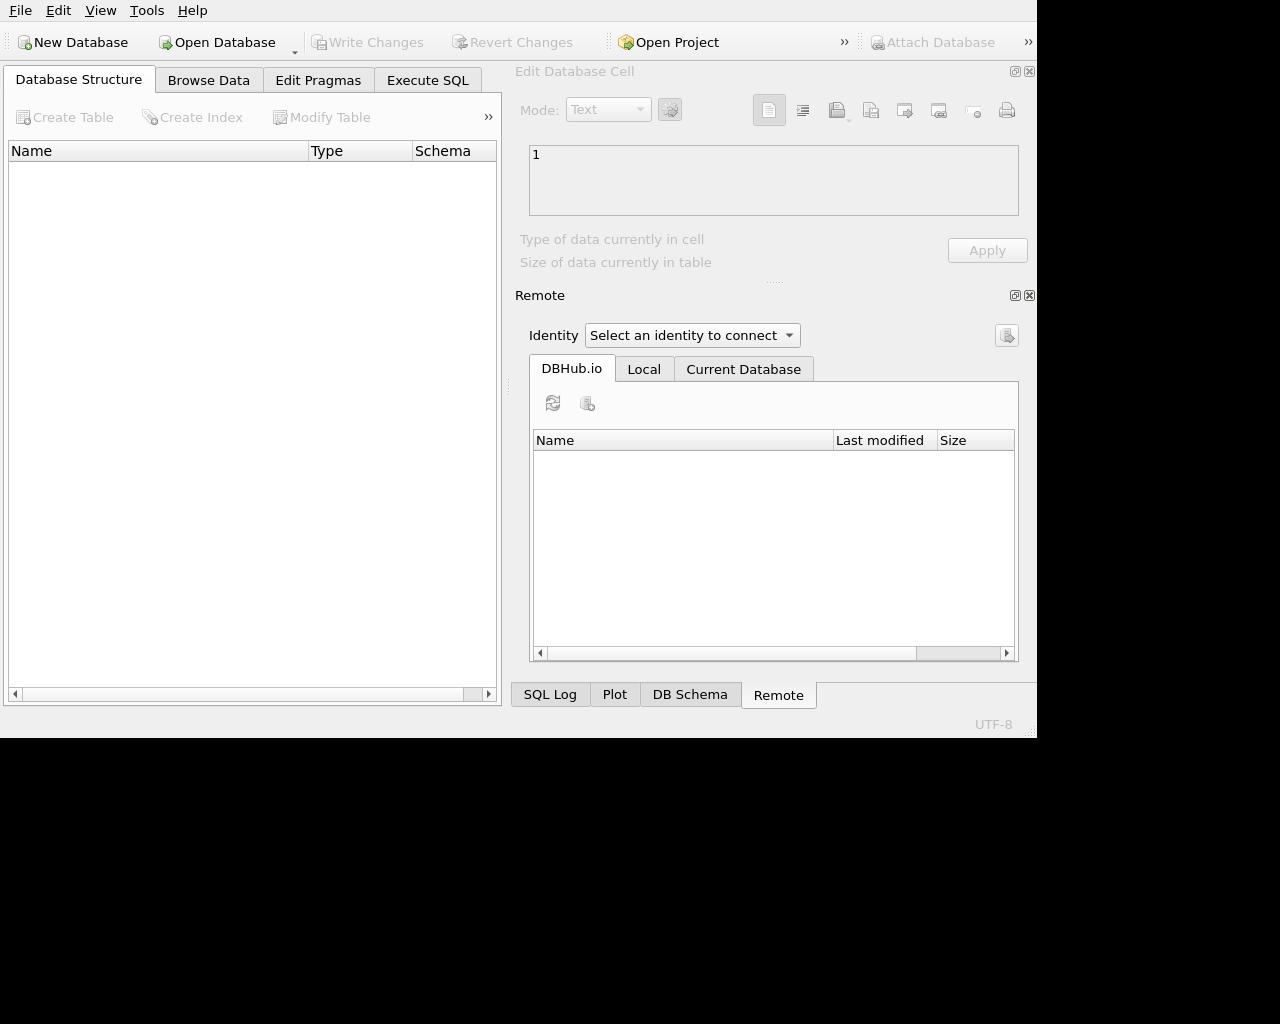 File Edit View Tools Help
New Database Open Database Write Changes Revert Changes Open Project Attach Database
Database Structure Browse Data Edit Pragmas Execute SQL
Create Table Create Index Modify Table
Name Type Schema
Edit Database Cell
Mode: Text
1
Type of data currently in cell
Size of data currently in table
Apply
Remote
Identity Select an identity to connect
DBHub.io Local Current Database
Name Last modified Size
SQL Log Plot DB Schema Remote
UTF-8